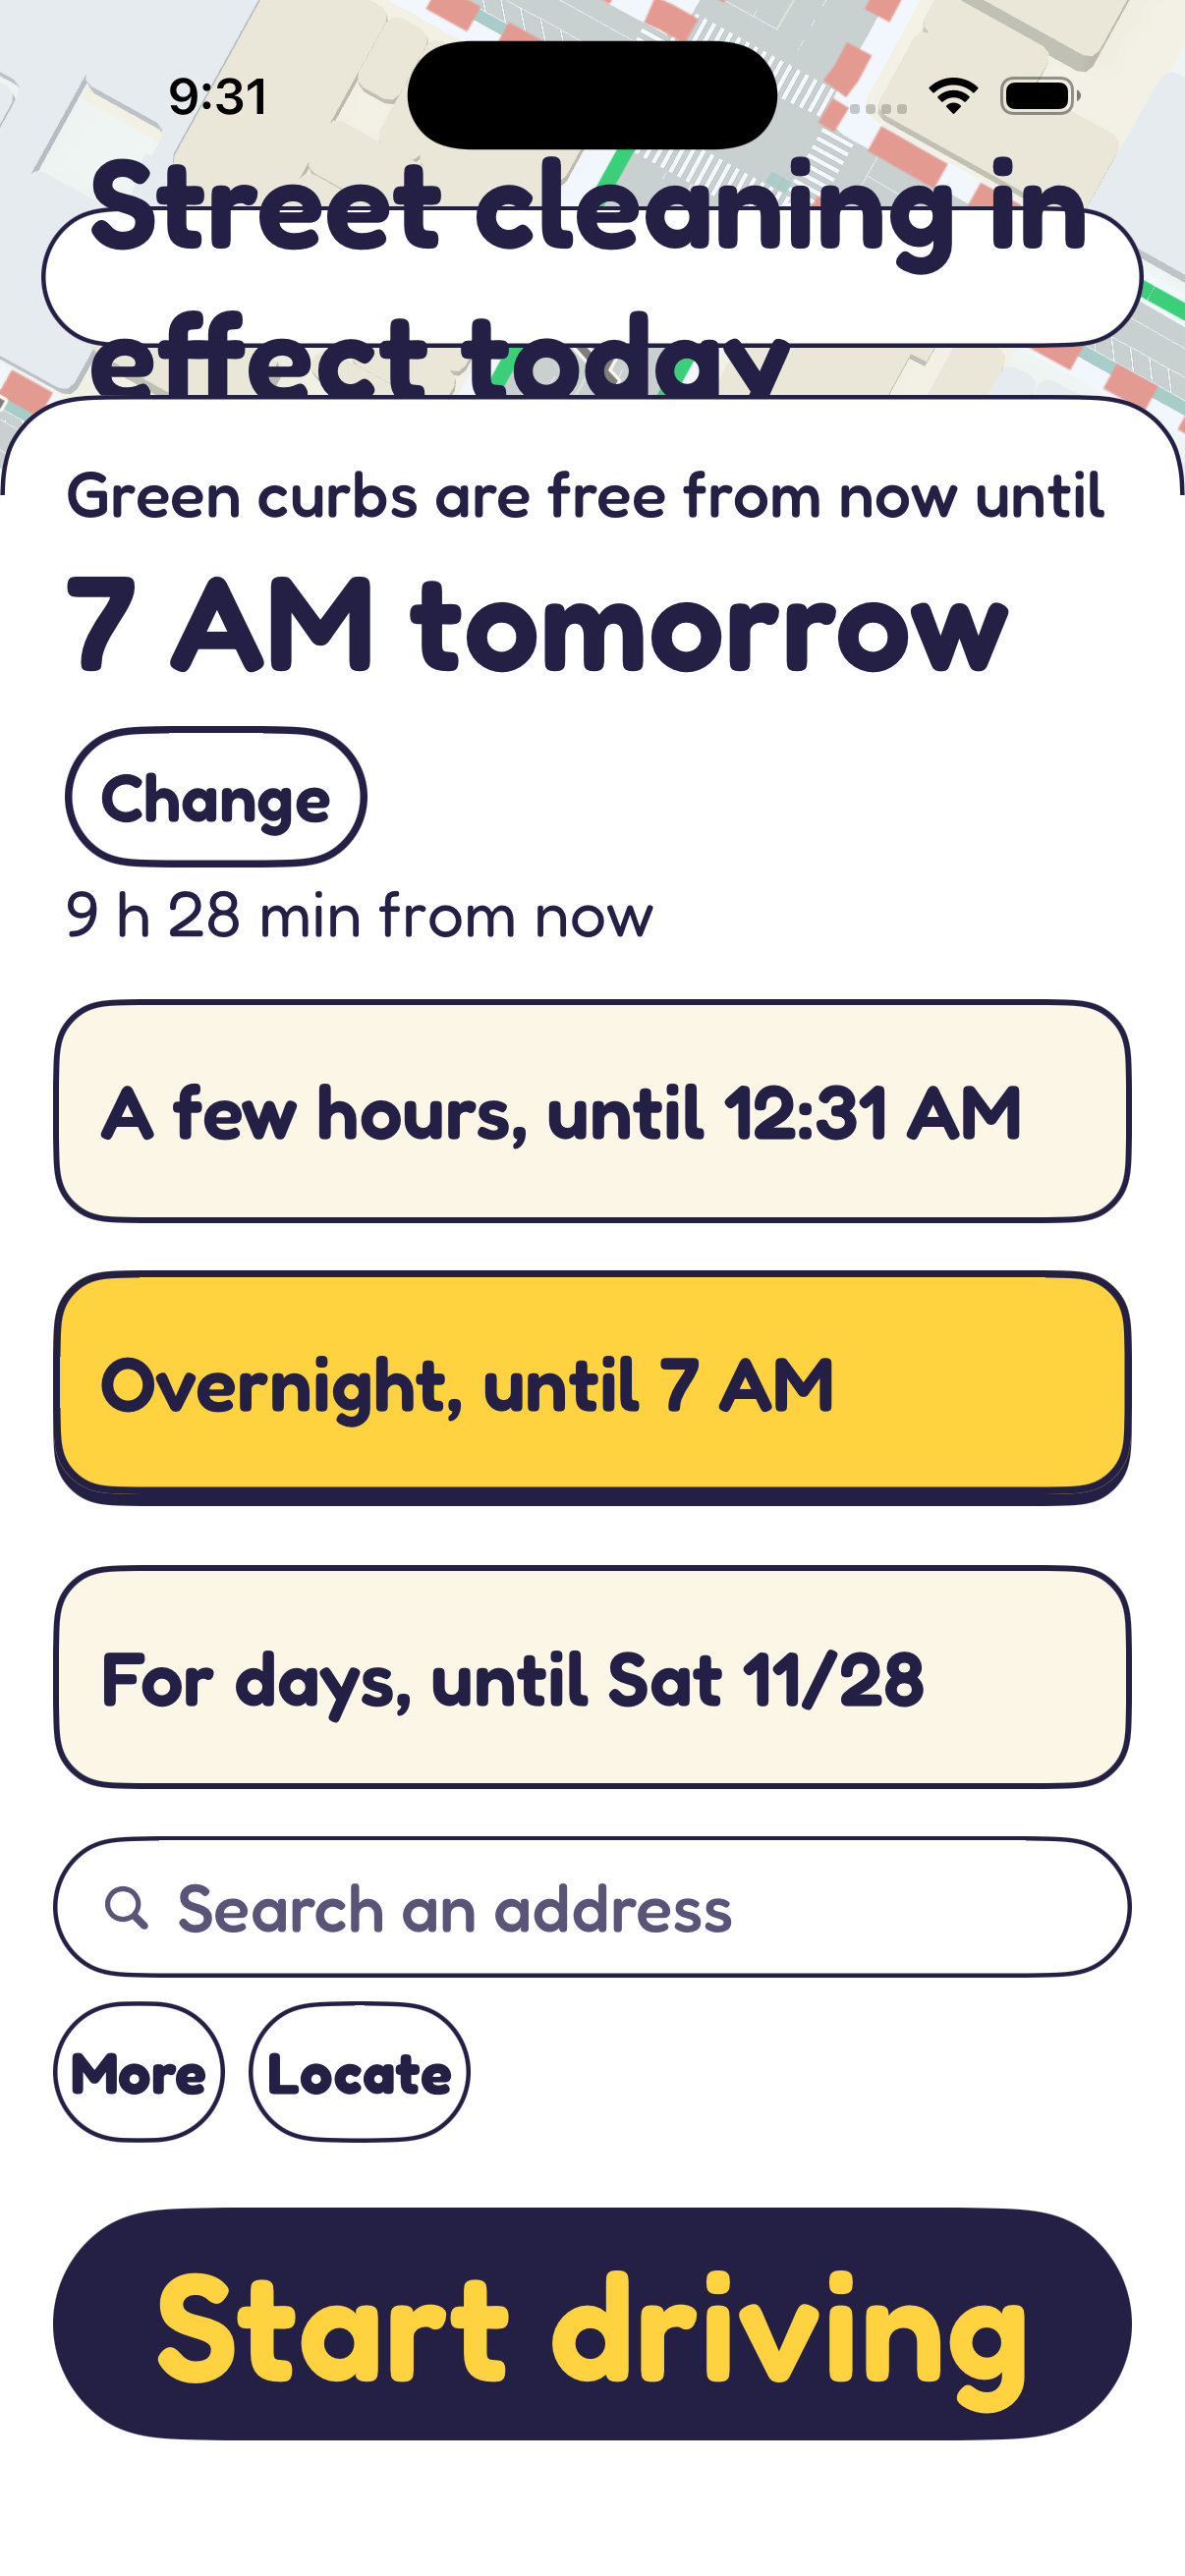 9:31
Street cleaning in
effect today
Green curbs are free from now until
7 AM tomorrow
Change
9 h 28 min from now
A few hours, until 12:31 AM
Overnight, until 7 AM
For days, until Sat 11/28
Search an address
More
Locate
Start driving